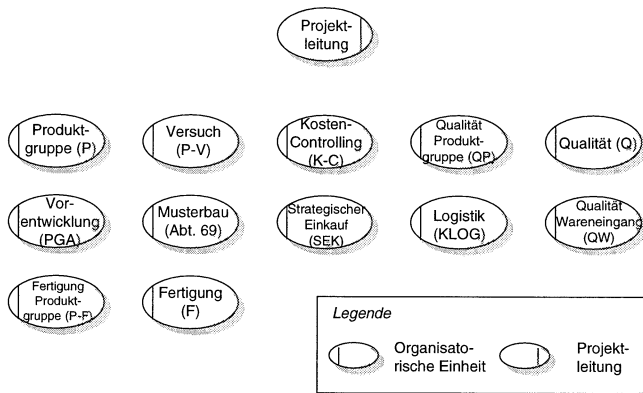 Projekt-
leitung
Produkt-
gruppe (P)
Versuch
(P-V)
Kosten-
Controlling
(K-C)
Qualität
Produkt-
gruppe (QP)
Qualität (Q)
Vor-
entwicklung
(PGA)
Musterbau
(Abt. 69)
Strategischer
Einkauf
(SEK)
Logistik
(KLOG)
Qualität
Wareneingang
(QW)
Fertigung
Produkt-
gruppe (P-F)
Fertigung
(F)
Legende
Organisato-
rische Einheit
Projekt-
leitung